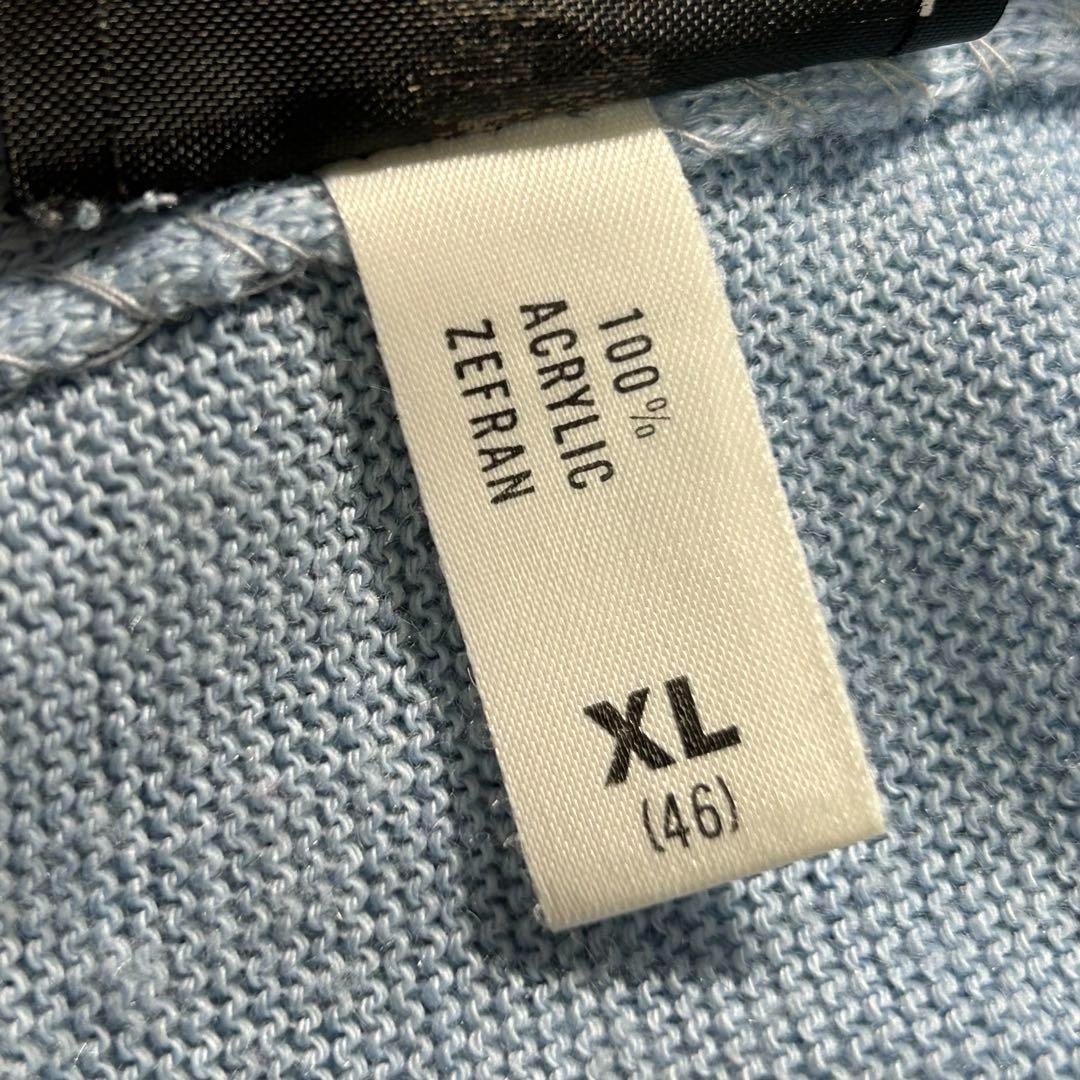 100%
ACRYLIC
ZEFRAN
XL
(46)